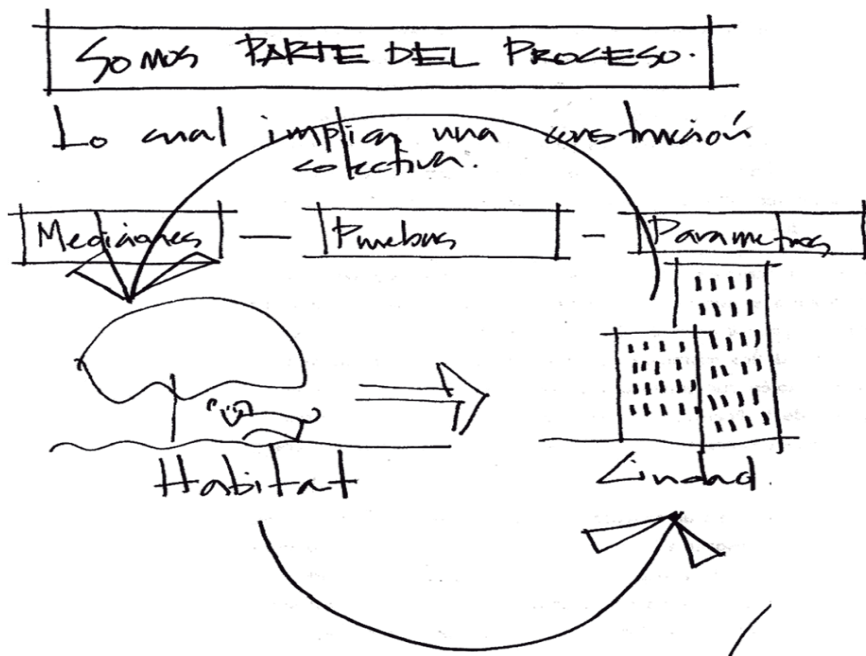 SOMOS PARTE DEL PROCESO.
Lo cual implica una construcción
colectiva.
Mediciones — Pruebas - Parametros
Habitat
Ciudad.